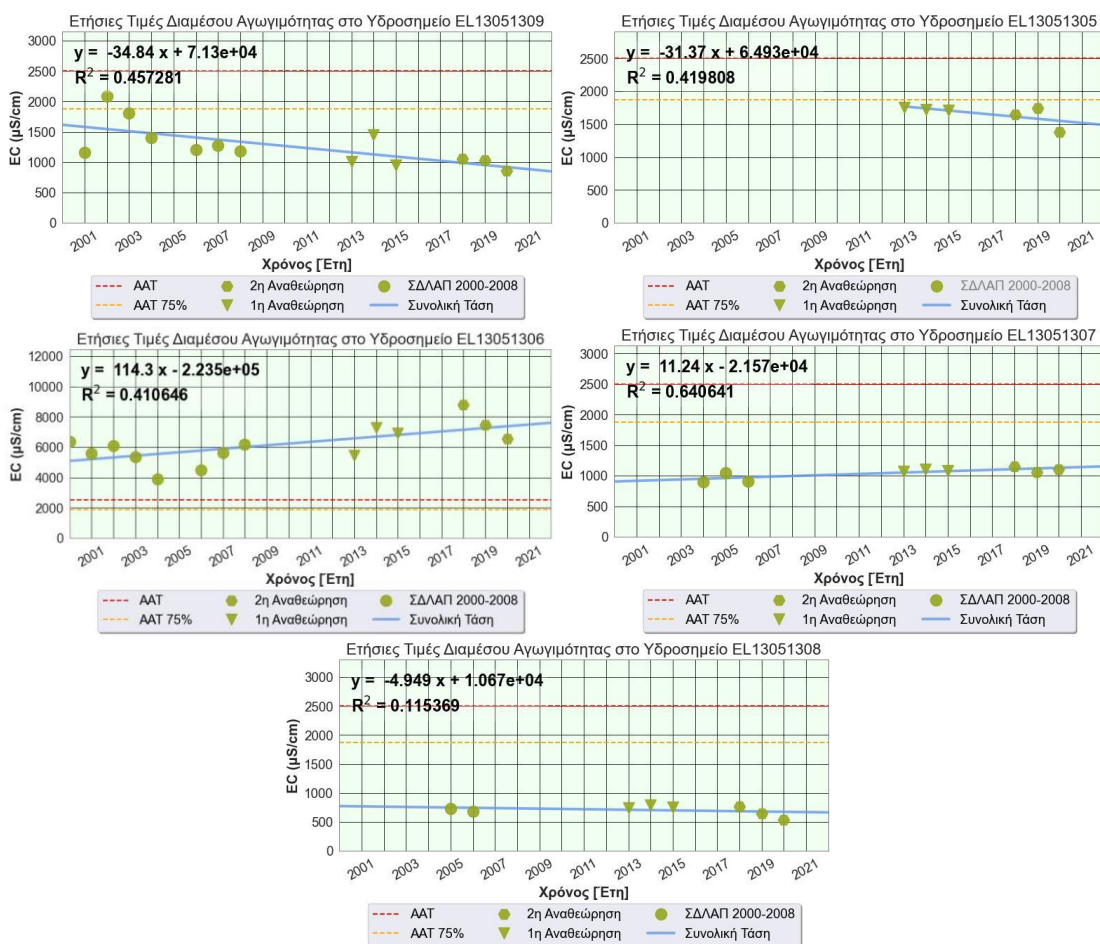 Ετήσιες Τιμές Διαμέσου Αγωγιμότητας στο Υδροσημείο EL13051309
y = -34.84 x + 7.13e+04
R² = 0.457281
EC (μS/cm)
3000
2500
2000
1500
1000
500
0
2001 2003 2005 2007 2009 2011 2013 2015 2017 2019 2021
Χρόνος [Έτη]
ΑΑΤ 2η Αναθεώρηση ΣΔΛΑΠ 2000-2008
ΑΑΤ 75% 1η Αναθεώρηση Συνολική Τάση
Ετήσιες Τιμές Διαμέσου Αγωγιμότητας στο Υδροσημείο EL13051305
y = -31.37 x + 6.493e+04
R² = 0.419808
EC (μS/cm)
2500
2000
1500
1000
500
0
2001 2003 2005 2007 2009 2011 2013 2015 2017 2019 2021
Χρόνος [Έτη]
ΑΑΤ 2η Αναθεώρηση ΣΔΛΑΠ 2000-2008
ΑΑΤ 75% 1η Αναθεώρηση Συνολική Τάση
Ετήσιες Τιμές Διαμέσου Αγωγιμότητας στο Υδροσημείο EL13051306
y = 114.3 x - 2.235e+05
R² = 0.410646
EC (μS/cm)
12000
10000
8000
6000
4000
2000
0
2001 2003 2005 2007 2009 2011 2013 2015 2017 2019 2021
Χρόνος [Έτη]
ΑΑΤ 2η Αναθεώρηση ΣΔΛΑΠ 2000-2008
ΑΑΤ 75% 1η Αναθεώρηση Συνολική Τάση
Ετήσιες Τιμές Διαμέσου Αγωγιμότητας στο Υδροσημείο EL13051307
y = 11.24 x - 2.157e+04
R² = 0.640641
EC (μS/cm)
3000
2500
2000
1500
1000
500
0
2001 2003 2005 2007 2009 2011 2013 2015 2017 2019 2021
Χρόνος [Έτη]
ΑΑΤ 2η Αναθεώρηση ΣΔΛΑΠ 2000-2008
ΑΑΤ 75% 1η Αναθεώρηση Συνολική Τάση
Ετήσιες Τιμές Διαμέσου Αγωγιμότητας στο Υδροσημείο EL13051308
y = -4.949 x + 1.067e+04
R² = 0.115369
EC (μS/cm)
3000
2500
2000
1500
1000
500
0
2001 2003 2005 2007 2009 2011 2013 2015 2017 2019 2021
Χρόνος [Έτη]
ΑΑΤ 2η Αναθεώρηση ΣΔΛΑΠ 2000-2008
ΑΑΤ 75% 1η Αναθεώρηση Συνολική Τάση